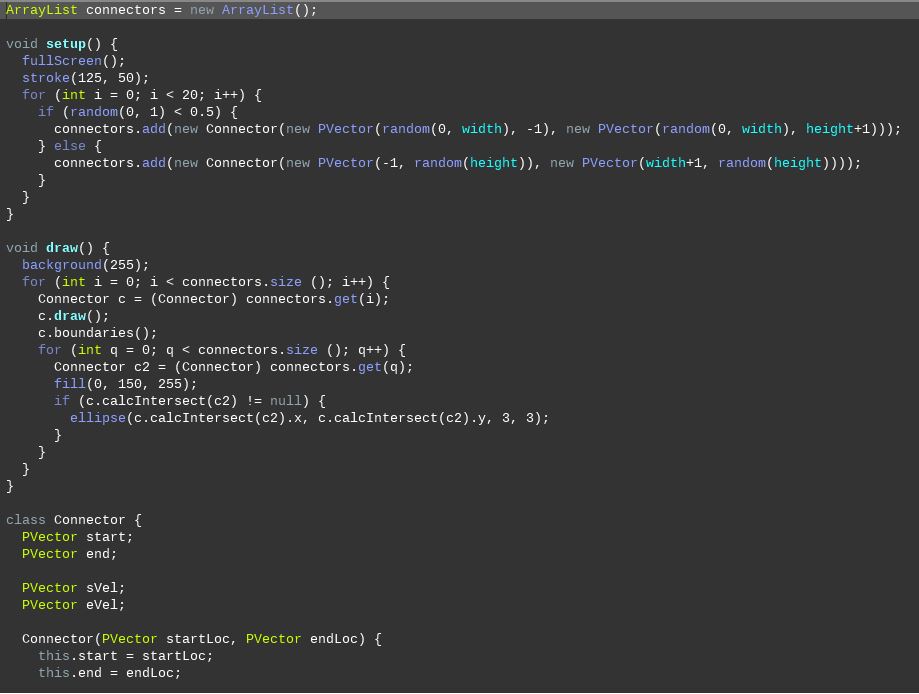 ArrayList connectors = new ArrayList();
void setup() {
  fullScreen();
  stroke(125, 50);
  for (int i = 0; i < 20; i++) {
    if (random(0, 1) < 0.5) {
      connectors.add(new Connector(new PVector(random(0, width), -1), new PVector(random(0, width), height+1)));
    } else {
      connectors.add(new Connector(new PVector(-1, random(height)), new PVector(width+1, random(height))));
    }
  }
}
void draw() {
  background(255);
  for (int i = 0; i < connectors.size (); i++) {
    Connector c = (Connector) connectors.get(i);
    c.draw();
    c.boundaries();
    for (int q = 0; q < connectors.size (); q++) {
      Connector c2 = (Connector) connectors.get(q);
      fill(0, 150, 255);
      if (c.calcIntersect(c2) != null) {
        ellipse(c.calcIntersect(c2).x, c.calcIntersect(c2).y, 3, 3);
      }
    }
  }
}
class Connector {
  PVector start;
  PVector end;
  PVector sVel;
  PVector eVel;
  Connector(PVector startLoc, PVector endLoc) {
    this.start = startLoc;
    this.end = endLoc;